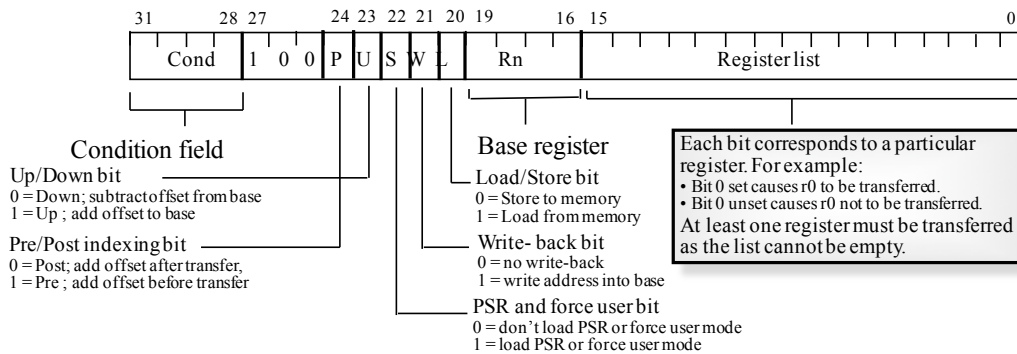 31 28 27 24 23 22 21 20 19 16 15 0
Cond 1 0 0 P U S W L Rn Register list
Condition field
Base register
Up/Down bit
0 = Down; subtract offset from base
1 = Up ; add offset to base
Pre/Post indexing bit
0 = Post; add offset after transfer,
1 = Pre ; add offset before transfer
Load/Store bit
0 = Store to memory
1 = Load from memory
Write- back bit
0 = no write-back
1 = write address into base
PSR and force user bit
0 = don't load PSR or force user mode
1 = load PSR or force user mode
Each bit corresponds to a particular
register. For example:
• Bit 0 set causes r0 to be transferred.
• Bit 0 unset causes r0 not to be transferred.
At least one register must be transferred
as the list cannot be empty.